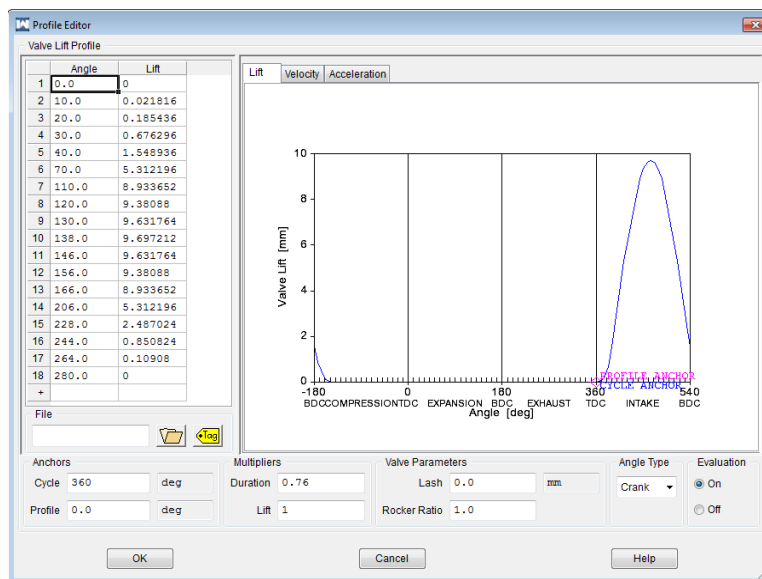 Profile Editor
Valve Lift Profile
Angle Lift
1 0.0 0
2 10.0 0.021816
3 20.0 0.185436
4 30.0 0.676296
5 40.0 1.548936
6 70.0 5.312196
7 110.0 8.933652
8 120.0 9.38088
9 130.0 9.631764
10 138.0 9.697212
11 146.0 9.631764
12 156.0 9.38088
13 166.0 8.933652
14 206.0 5.312196
15 228.0 2.487024
16 244.0 0.850824
17 264.0 0.10908
18 280.0 0
+
File
Tag
Lift Velocity Acceleration
Valve Lift [mm]
10
8
6
4
2
0
PROFILE ANCHOR
CYCLE ANCHOR
-180 0 180 360 540
BDC COMPRESSION TDC EXPANSION BDC EXHAUST TDC INTAKE BDC
Angle [deg]
Anchors
Cycle 360 deg
Profile 0.0 deg
Multipliers
Duration 0.76
Lift 1
Valve Parameters
Lash 0.0 mm
Rocker Ratio 1.0
Angle Type
Crank
Evaluation
On
Off
OK Cancel Help